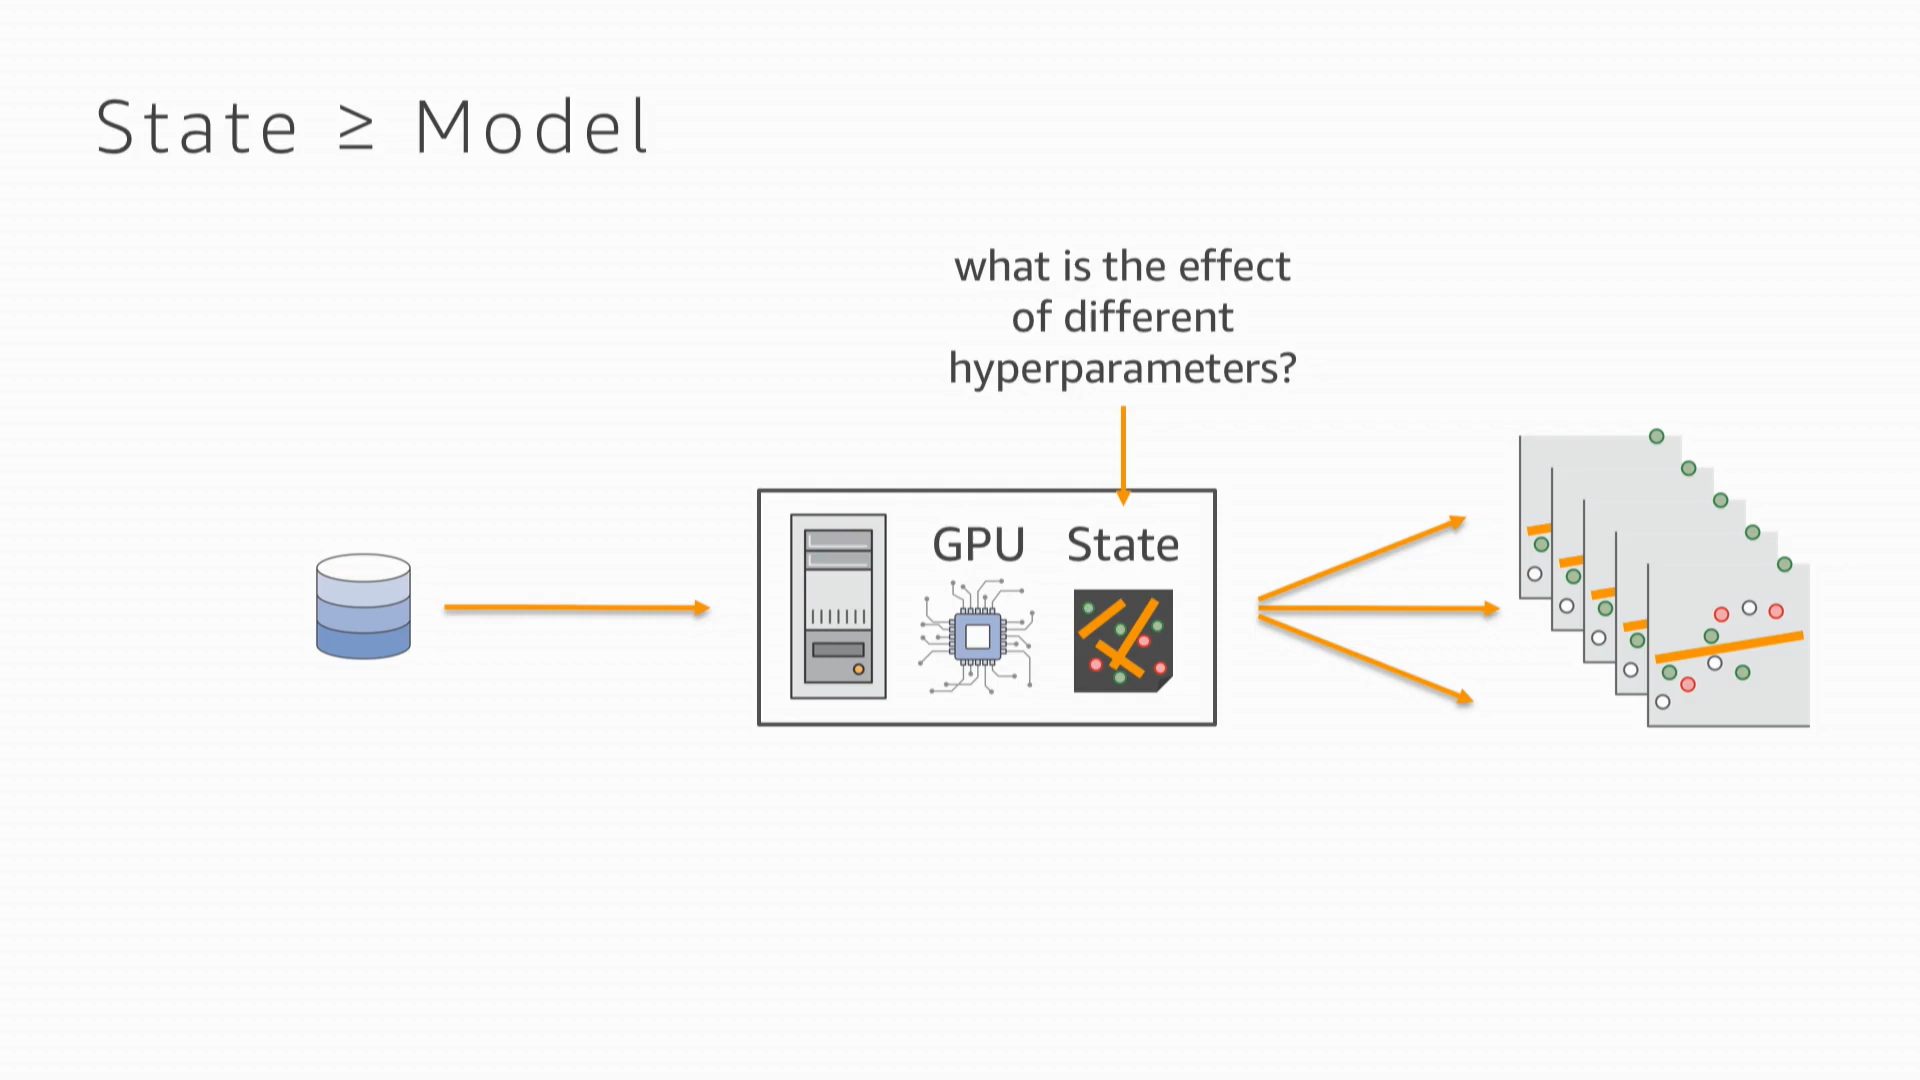 State ≥ Model
what is the effect
of different
hyperparameters?
GPU State